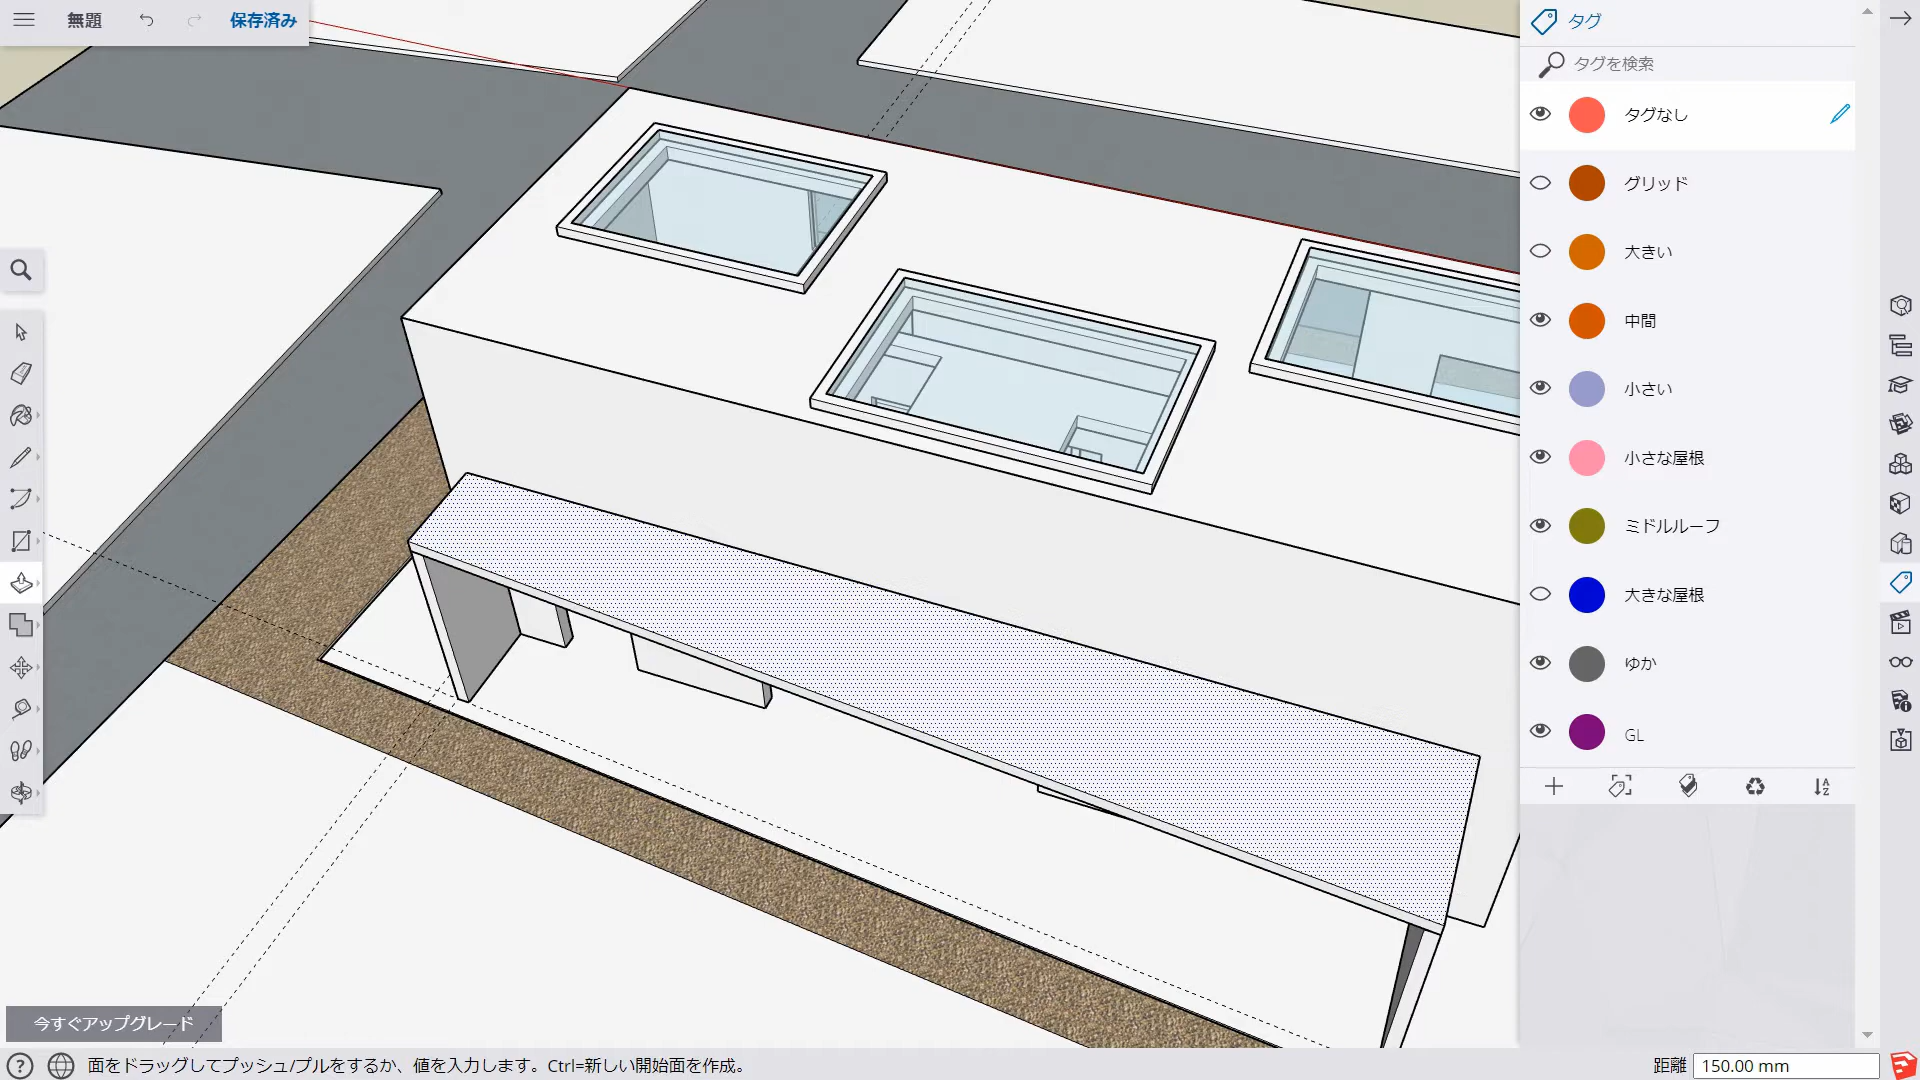 無題
保存済み
タグ
タグを検索
タグなし
グリッド
大きい
中間
小さい
小さな屋根
ミドルルーフ
大きな屋根
ゆか
GL
今すぐアップグレード
面をドラッグしてプッシュ/プルをするか、値を入力します。Ctrl=新しい開始面を作成。
距離 150.00 mm